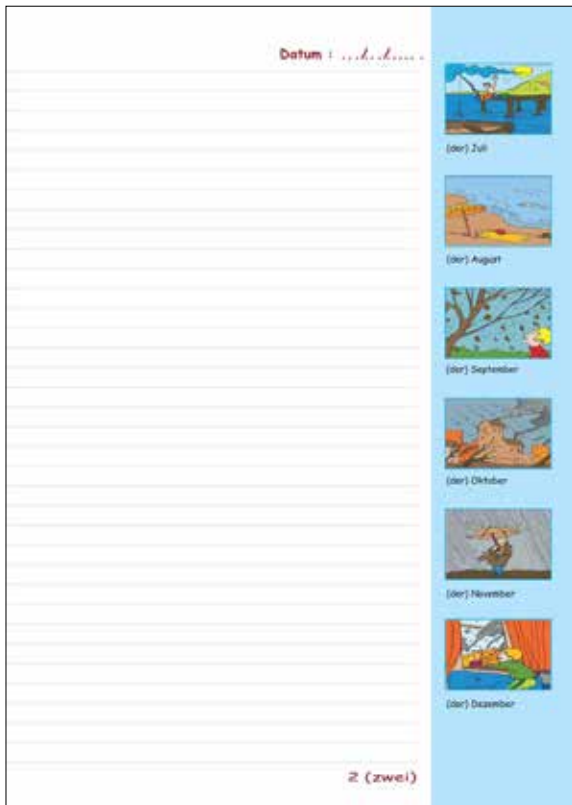 Datum : .../.../.....
(der) Juli
(der) August
(der) September
(der) Oktober
(der) November
(der) Dezember
2 (zwei)